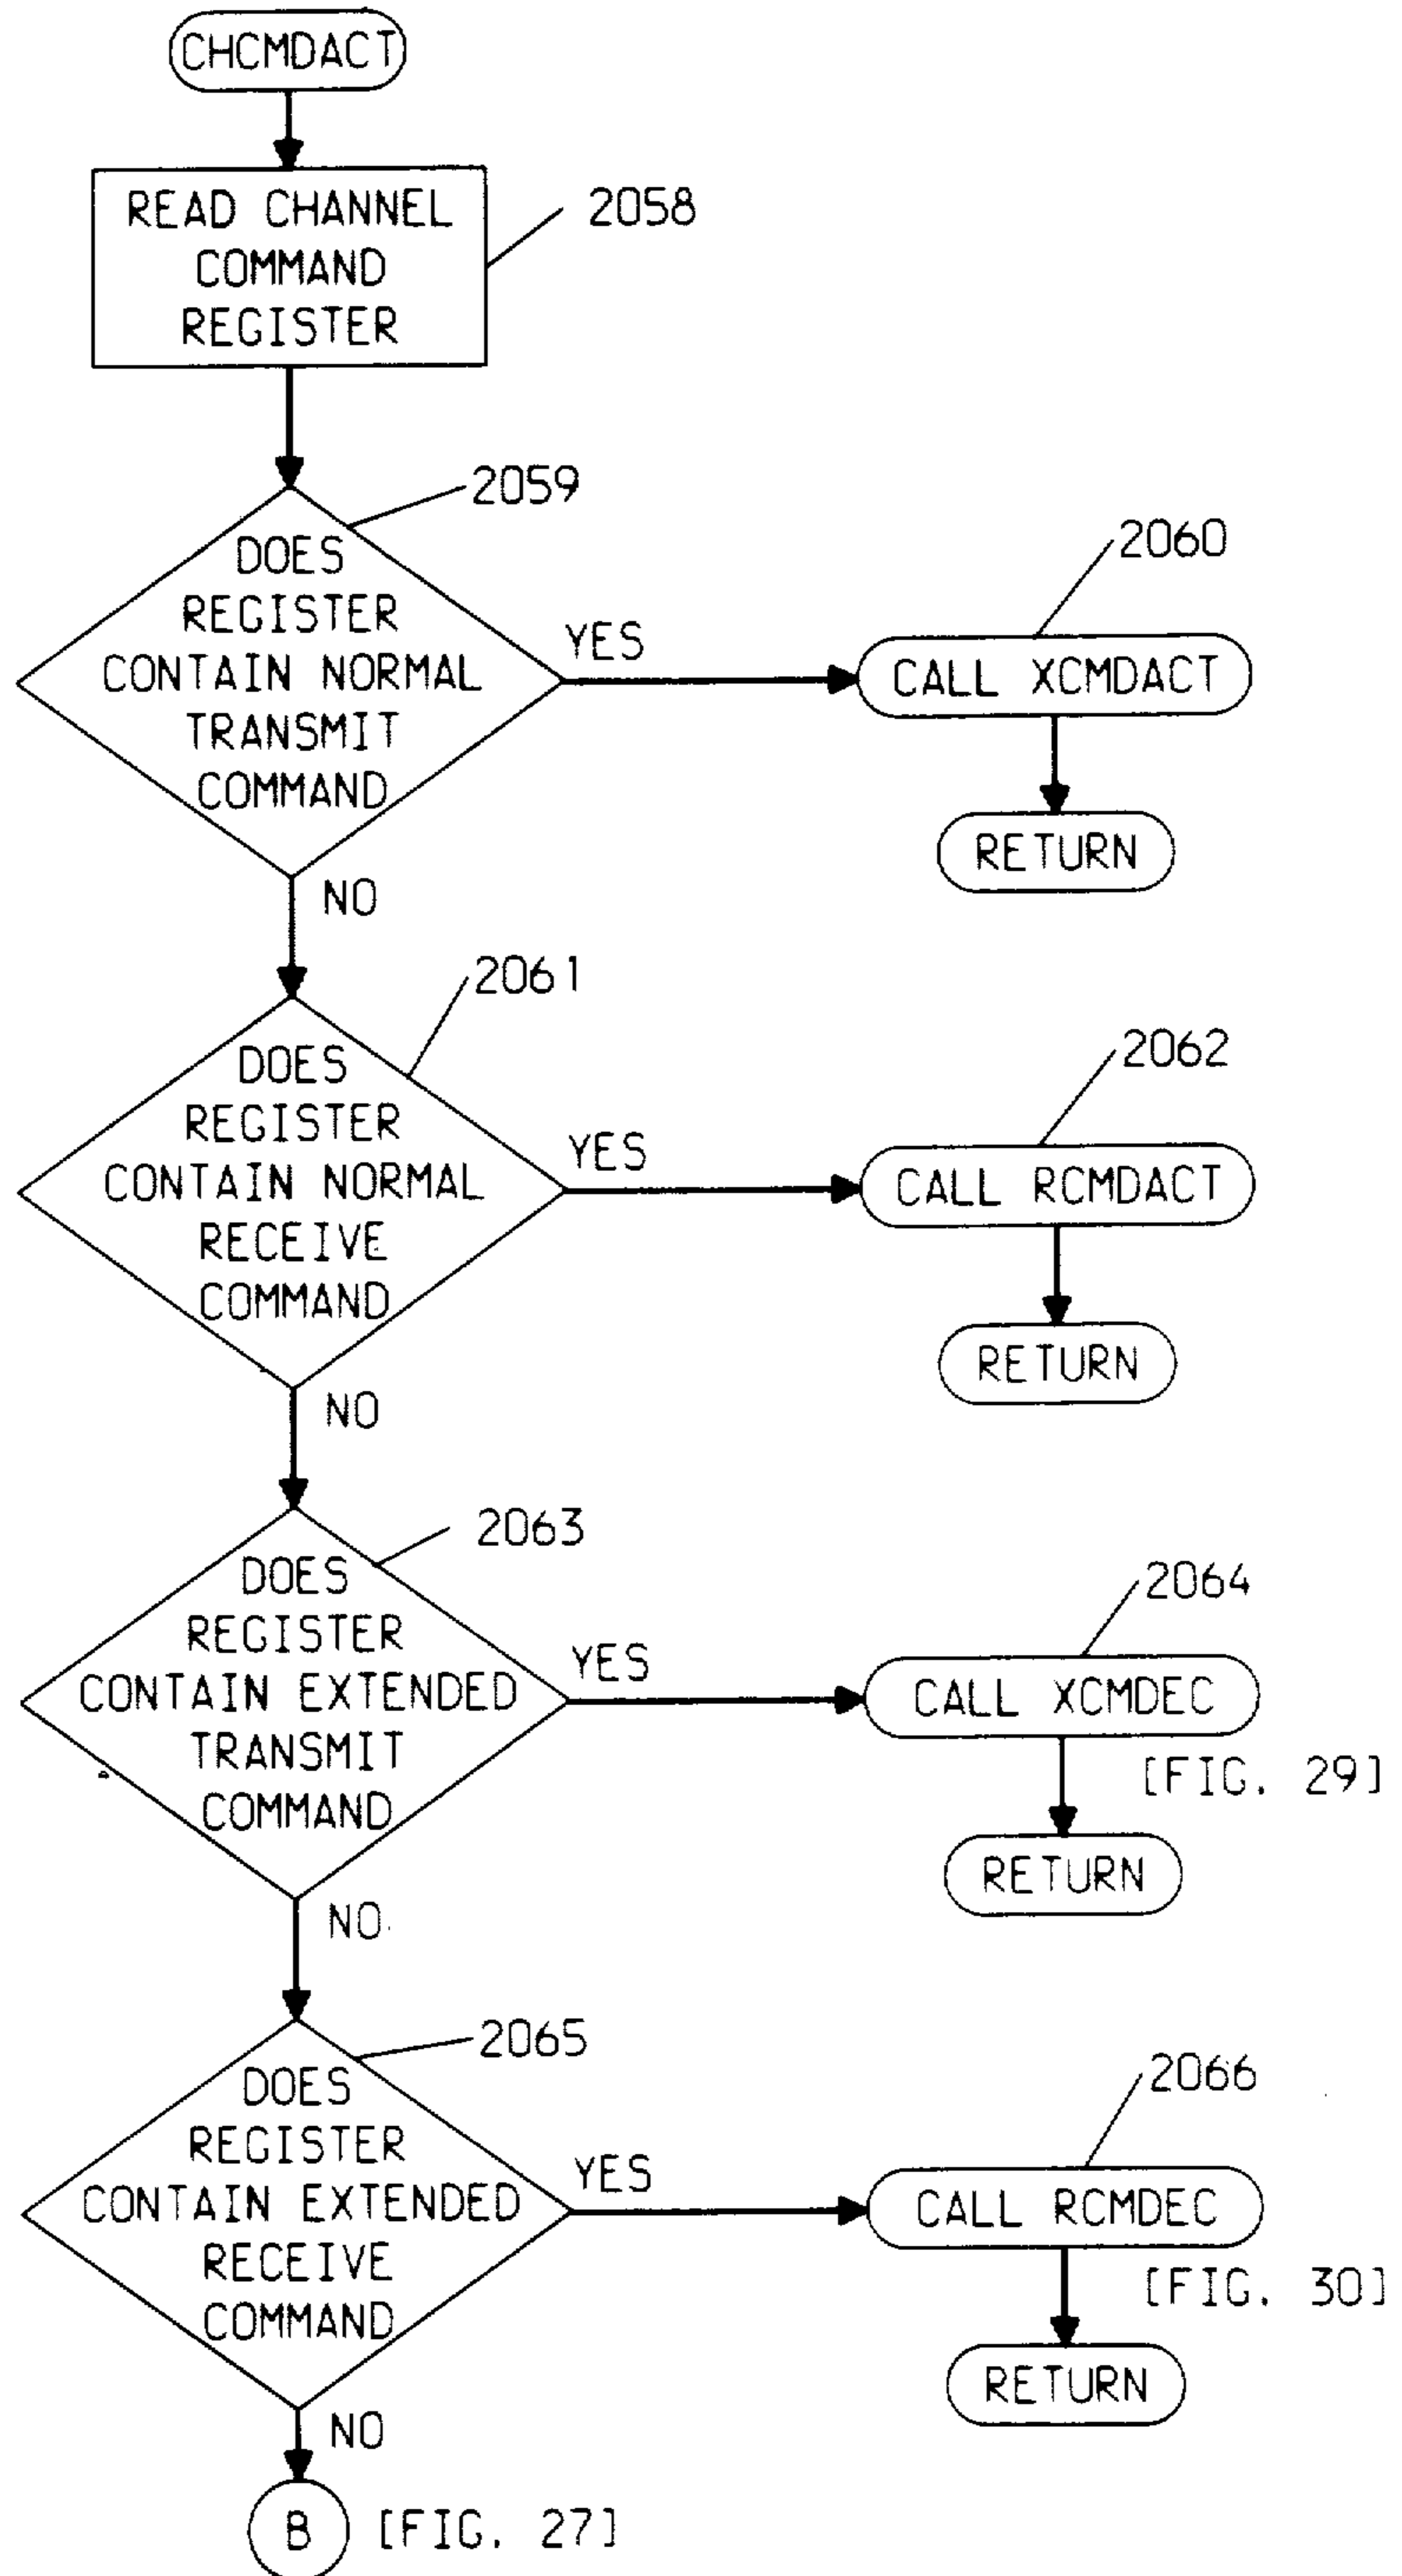 CHCMDACT
READ CHANNEL
COMMAND
REGISTER
2058
2059
DOES
REGISTER
CONTAIN NORMAL
TRANSMIT
COMMAND
YES
2060
CALL XCMDACT
RETURN
NO
2061
DOES
REGISTER
CONTAIN NORMAL
RECEIVE
COMMAND
YES
2062
CALL RCMDACT
RETURN
NO
2063
DOES
REGISTER
CONTAIN EXTENDED
TRANSMIT
COMMAND
YES
2064
CALL XCMDEC
[FIG. 29]
RETURN
NO
2065
DOES
REGISTER
CONTAIN EXTENDED
RECEIVE
COMMAND
YES
2066
CALL RCMDEC
[FIG. 30]
RETURN
NO
B [FIG. 27]